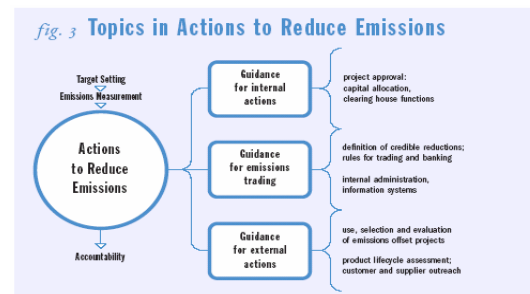 fig. 3 Topics in Actions to Reduce Emissions
Target Setting
Emissions Measurement
Actions
to Reduce
Emissions
Accountability
Guidance
for internal
actions
project approval:
capital allocation,
clearing house functions
Guidance
for emissions
trading
definition of credible reductions;
rules for trading and banking
internal administration,
information systems
Guidance
for external
actions
use, selection and evaluation
of emissions offset projects
product lifecycle assessment;
customer and supplier outreach